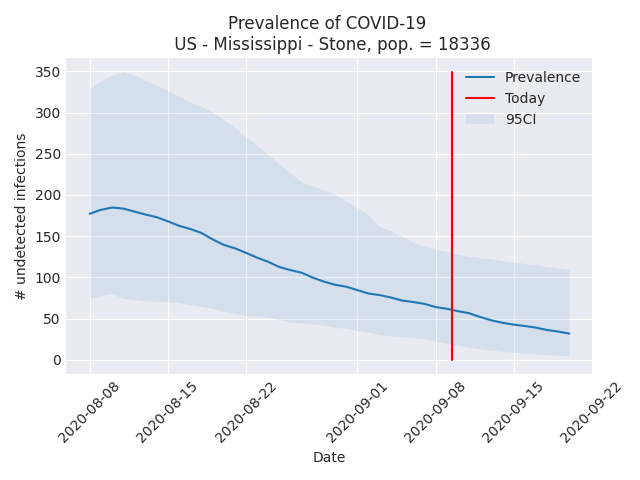 Prevalence of COVID-19
US - Mississippi - Stone, pop. = 18336
350
300
250
200
150
100
50
0
# undetected infections
Prevalence
Today
95CI
2020-08-08
2020-08-15
2020-08-22
2020-09-01
2020-09-08
2020-09-15
2020-09-22
Date